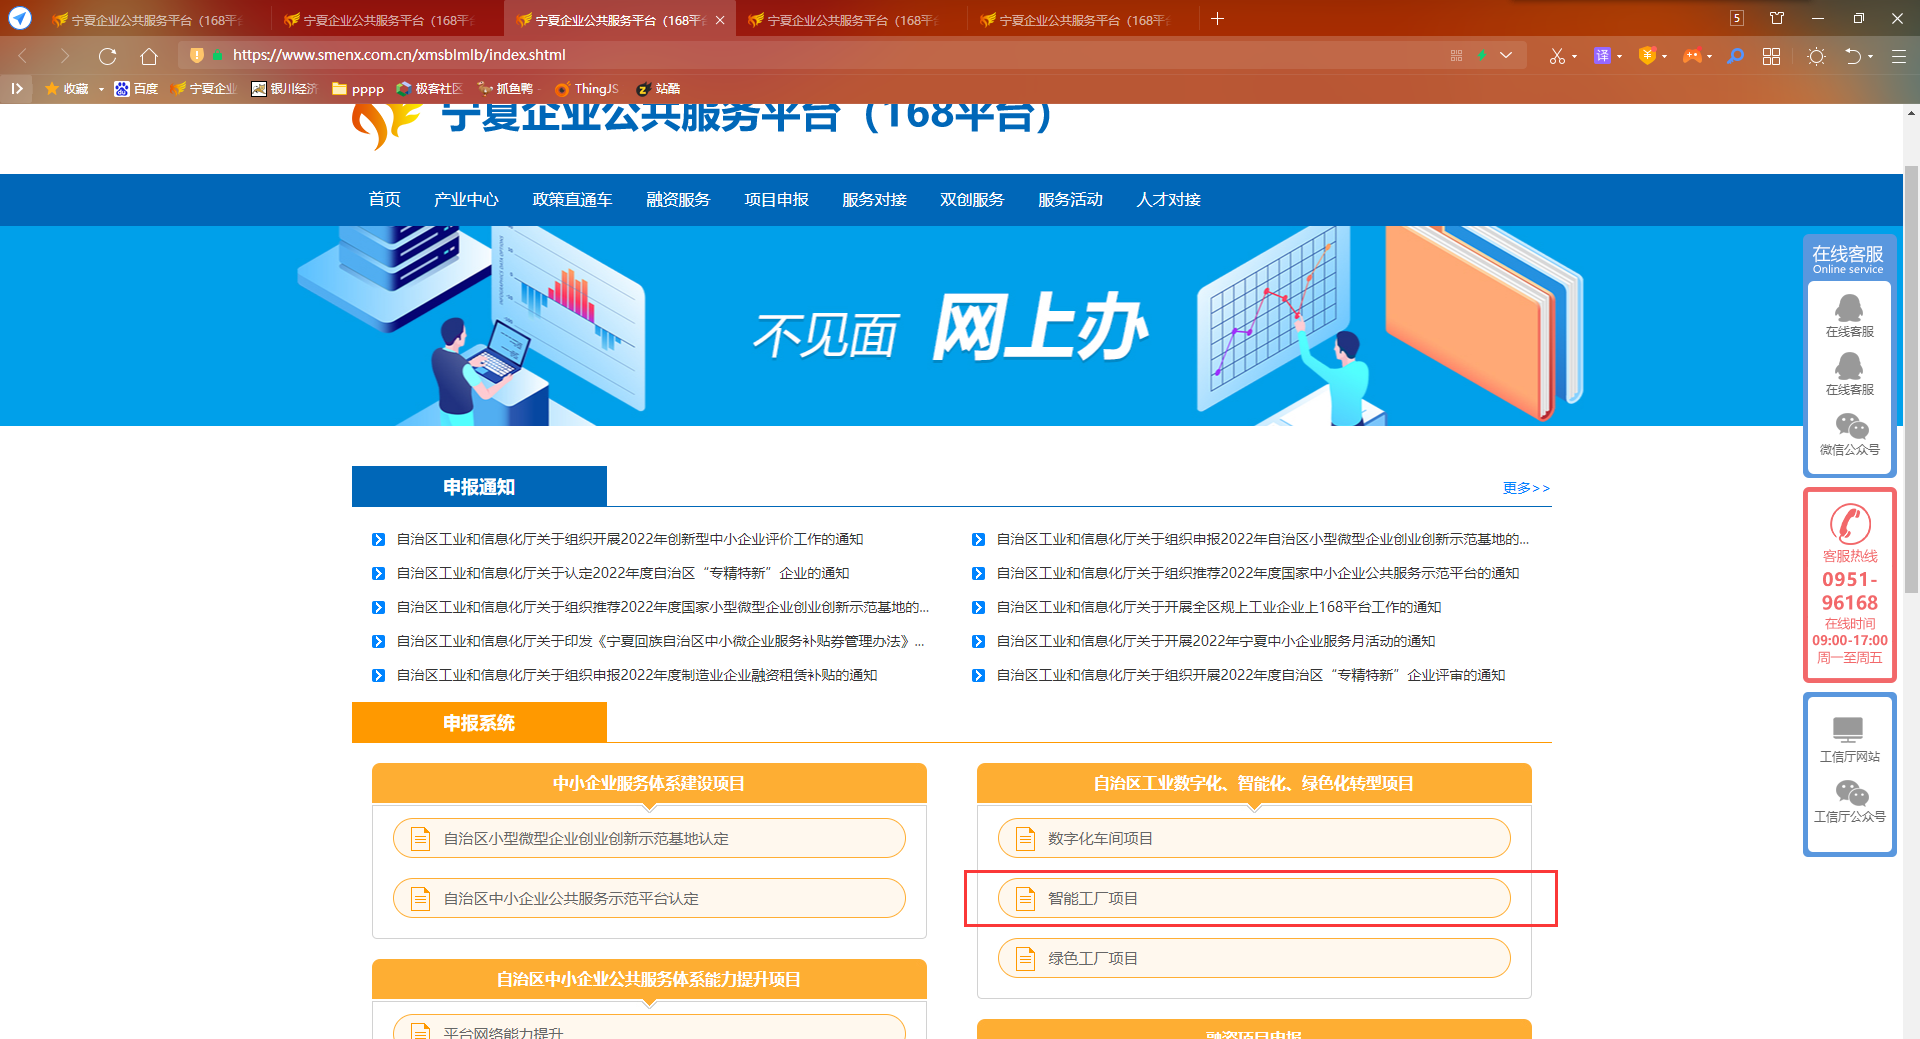 宁夏企业公共服务平台（168平台
宁夏企业公共服务平台（168平台
宁夏企业公共服务平台（168平台
宁夏企业公共服务平台（168平台
宁夏企业公共服务平台（168平台
5
https://www.smenx.com.cn/xmsblmlb/index.shtml
译
收藏
百度
宁夏企业
银川经济
pppp
极客社区
抓鱼鸭
ThingJS
站酷
宁夏企业公共服务平台（168平台）
首页 产业中心 政策直通车 融资服务 项目申报 服务对接 双创服务 服务活动 人才对接
不见面 网上办
申报通知
更多>>
自治区工业和信息化厅关于组织开展2022年创新型中小企业评价工作的通知
自治区工业和信息化厅关于组织申报2022年自治区小型微型企业创业创新示范基地的...
自治区工业和信息化厅关于认定2022年度自治区“专精特新”企业的通知
自治区工业和信息化厅关于组织推荐2022年度国家中小企业公共服务示范平台的通知
自治区工业和信息化厅关于组织推荐2022年度国家小型微型企业创业创新示范基地的...
自治区工业和信息化厅关于开展全区规上工业企业上168平台工作的通知
自治区工业和信息化厅关于印发《宁夏回族自治区中小微企业服务补贴券管理办法》...
自治区工业和信息化厅关于开展2022年宁夏中小企业服务月活动的通知
自治区工业和信息化厅关于组织申报2022年度制造业企业融资租赁补贴的通知
自治区工业和信息化厅关于组织开展2022年度自治区“专精特新”企业评审的通知
申报系统
中小企业服务体系建设项目
自治区小型微型企业创业创新示范基地认定
自治区中小企业公共服务示范平台认定
自治区中小企业公共服务体系能力提升项目
平台网络能力提升
自治区工业数字化、智能化、绿色化转型项目
数字化车间项目
智能工厂项目
绿色工厂项目
融资项目申报
在线客服
Online service
在线客服
在线客服
微信公众号
客服热线
0951-
96168
在线时间
09:00-17:00
周一至周五
工信厅网站
工信厅公众号